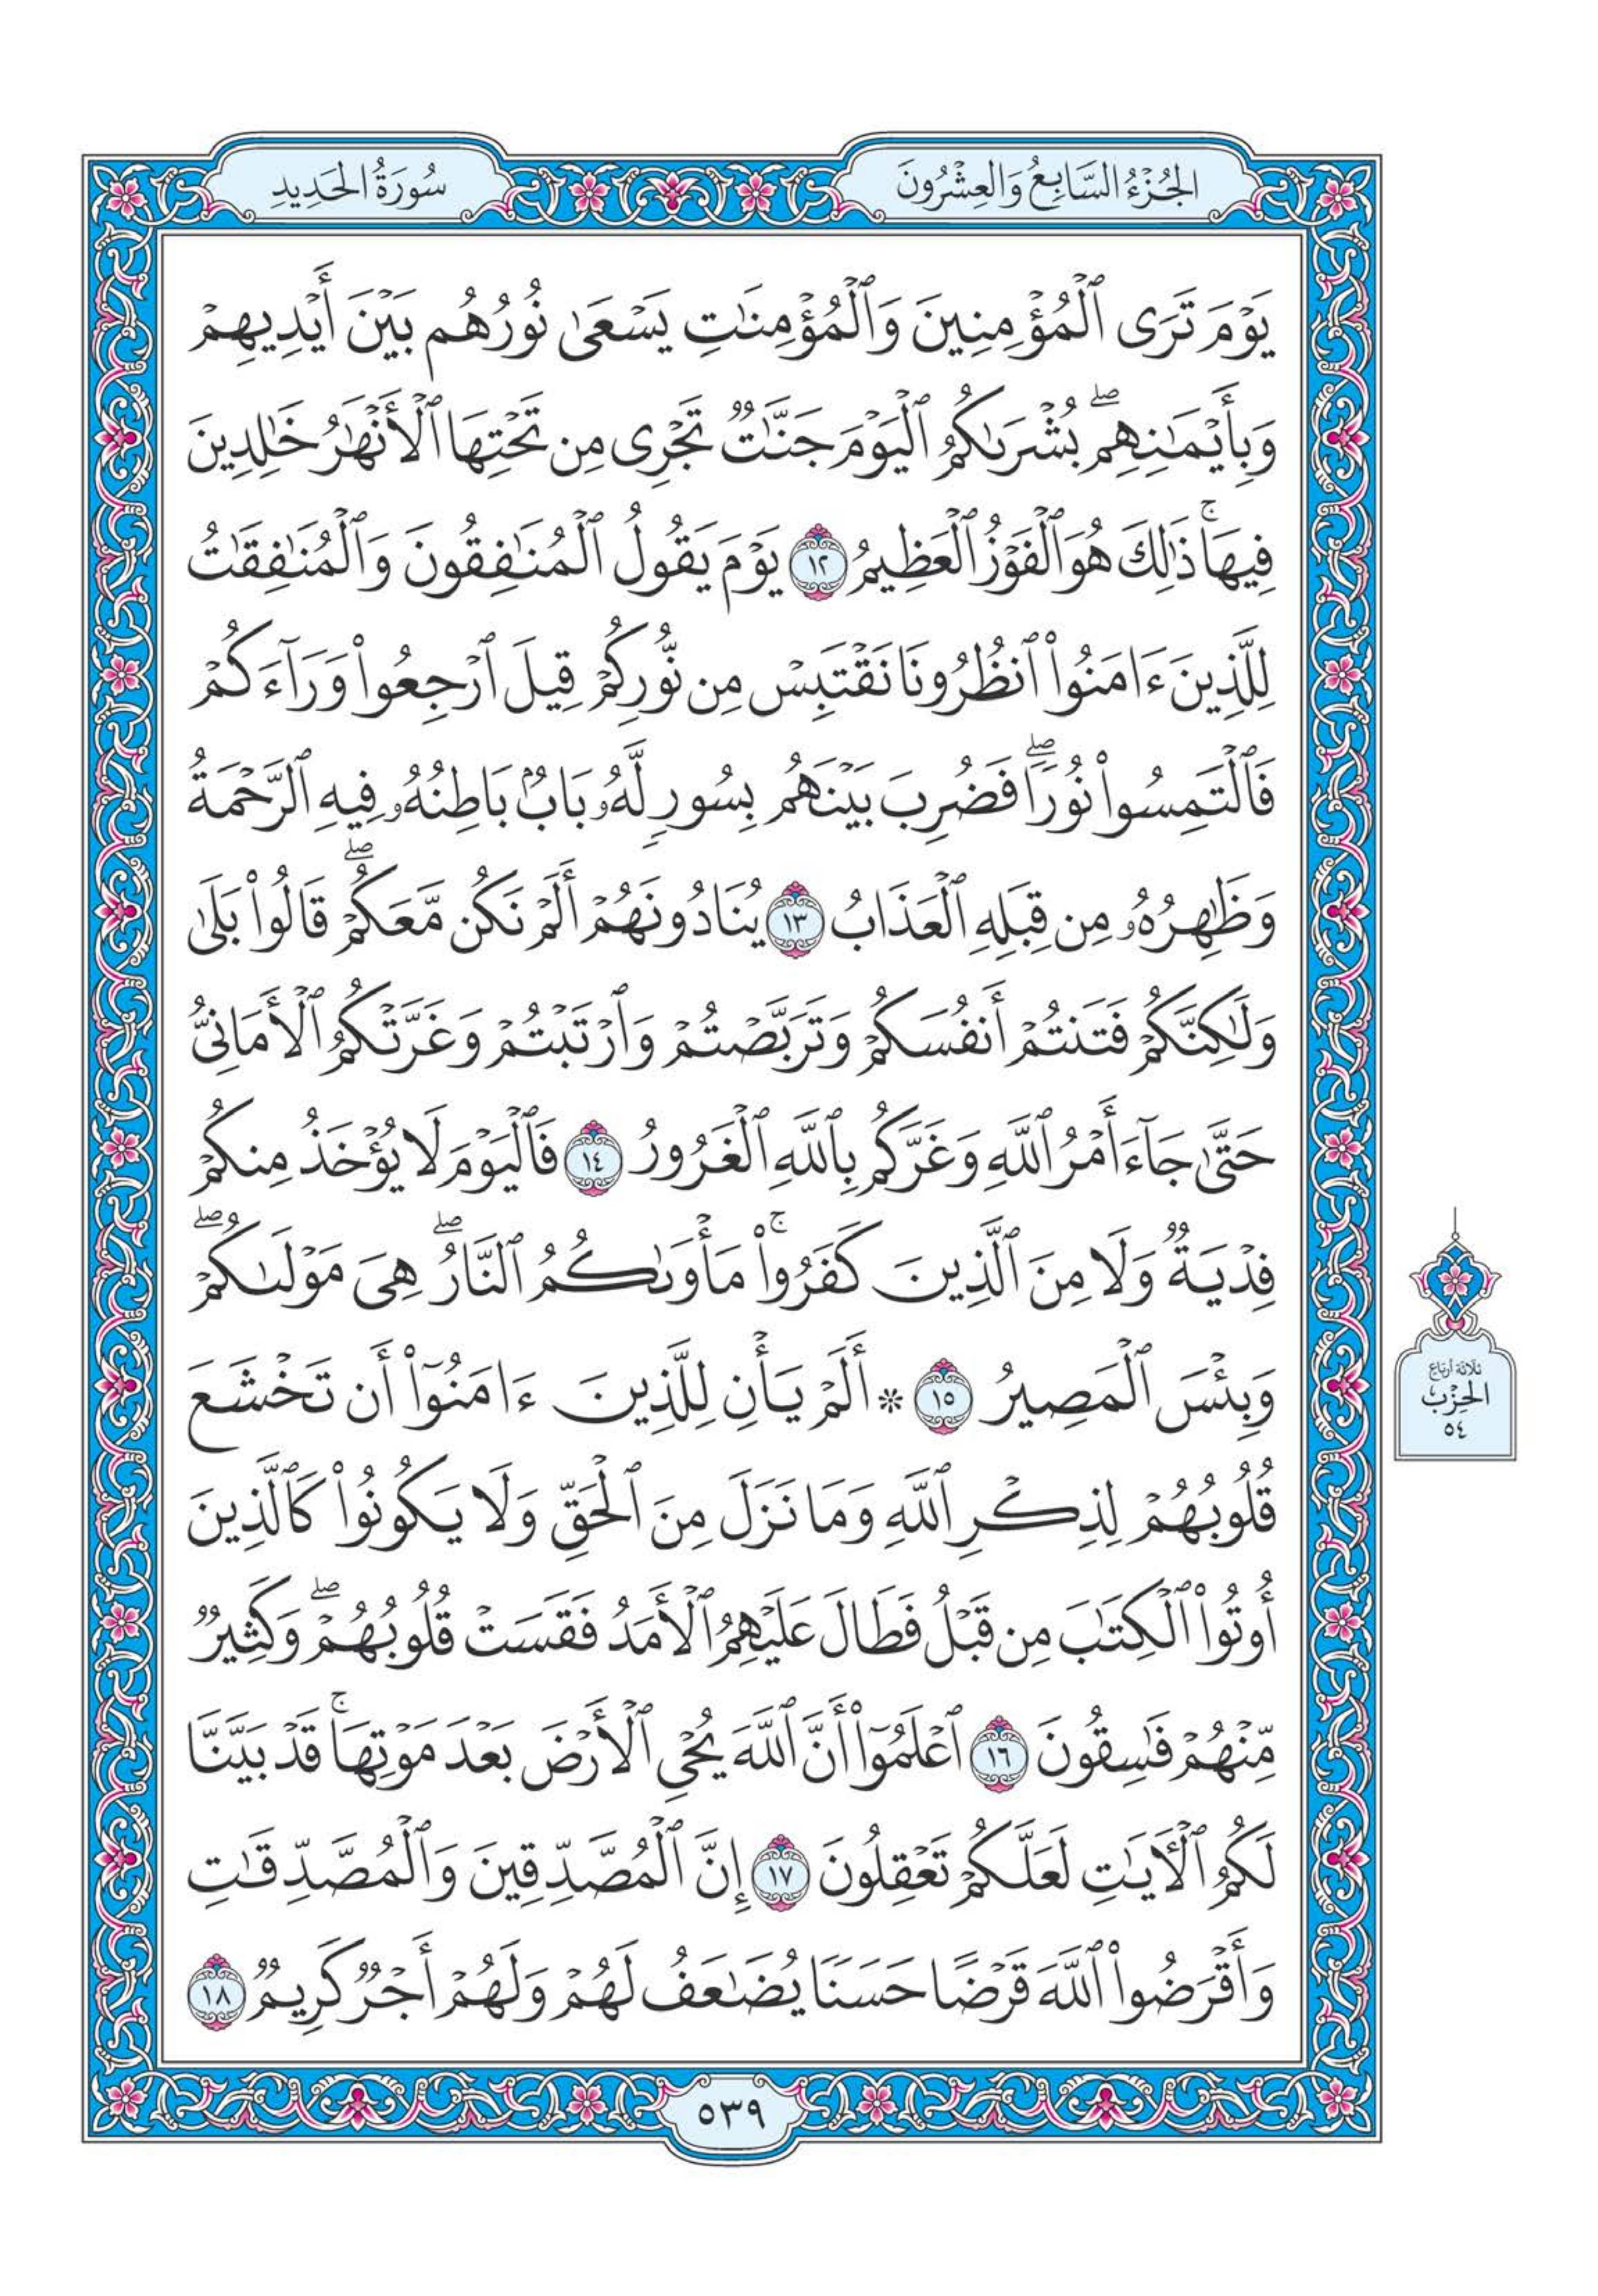 الجُزْءُ السَّابِعُ وَالعِشْرُونَ
سُورَةُ الحَدِيدِ
يَوْمَ تَرَى ٱلْمُؤْمِنِينَ وَٱلْمُؤْمِنَٰتِ يَسْعَىٰ نُورُهُم بَيْنَ أَيْدِيهِمْ
وَبِأَيْمَٰنِهِمۖ بُشْرَىٰكُمُ ٱلْيَوْمَ جَنَّٰتٌ تَجْرِى مِن تَحْتِهَا ٱلْأَنْهَٰرُ خَٰلِدِينَ
فِيهَاۚ ذَٰلِكَ هُوَ ٱلْفَوْزُ ٱلْعَظِيمُ ١٢ يَوْمَ يَقُولُ ٱلْمُنَٰفِقُونَ وَٱلْمُنَٰفِقَٰتُ
لِلَّذِينَ ءَامَنُوا۟ ٱنظُرُونَا نَقْتَبِسْ مِن نُّورِكُمْ قِيلَ ٱرْجِعُوا۟ وَرَآءَكُمْ
فَٱلْتَمِسُوا۟ نُورًاۖ فَضُرِبَ بَيْنَهُم بِسُورٍ لَّهُۥ بَابٌۢ بَاطِنُهُۥ فِيهِ ٱلرَّحْمَةُ
وَظَٰهِرُهُۥ مِن قِبَلِهِ ٱلْعَذَابُ ١٣ يُنَادُونَهُمْ أَلَمْ نَكُن مَّعَكُمْۖ قَالُوا۟ بَلَىٰ
وَلَٰكِنَّكُمْ فَتَنتُمْ أَنفُسَكُمْ وَتَرَبَّصْتُمْ وَٱرْتَبْتُمْ وَغَرَّتْكُمُ ٱلْأَمَانِىُّ
حَتَّىٰ جَآءَ أَمْرُ ٱللَّهِ وَغَرَّكُم بِٱللَّهِ ٱلْغَرُورُ ١٤ فَٱلْيَوْمَ لَا يُؤْخَذُ مِنكُمْ
فِدْيَةٌ وَلَا مِنَ ٱلَّذِينَ كَفَرُوا۟ۚ مَأْوَىٰكُمُ ٱلنَّارُۖ هِىَ مَوْلَىٰكُمْۖ
وَبِئْسَ ٱلْمَصِيرُ ١٥ * أَلَمْ يَأْنِ لِلَّذِينَ ءَامَنُوٓا۟ أَن تَخْشَعَ
قُلُوبُهُمْ لِذِكْرِ ٱللَّهِ وَمَا نَزَلَ مِنَ ٱلْحَقِّ وَلَا يَكُونُوا۟ كَٱلَّذِينَ
أُوتُوا۟ ٱلْكِتَٰبَ مِن قَبْلُ فَطَالَ عَلَيْهِمُ ٱلْأَمَدُ فَقَسَتْ قُلُوبُهُمْۖ وَكَثِيرٌ
مِّنْهُمْ فَٰسِقُونَ ١٦ ٱعْلَمُوٓا۟ أَنَّ ٱللَّهَ يُحْىِ ٱلْأَرْضَ بَعْدَ مَوْتِهَاۚ قَدْ بَيَّنَّا
لَكُمُ ٱلْءَايَٰتِ لَعَلَّكُمْ تَعْقِلُونَ ١٧ إِنَّ ٱلْمُصَّدِّقِينَ وَٱلْمُصَّدِّقَٰتِ
وَأَقْرَضُوا۟ ٱللَّهَ قَرْضًا حَسَنًا يُضَٰعَفُ لَهُمْ وَلَهُمْ أَجْرٌ كَرِيمٌ ١٨
ثلاثة أرباع
الحِزْب
٥٤
٥٣٩